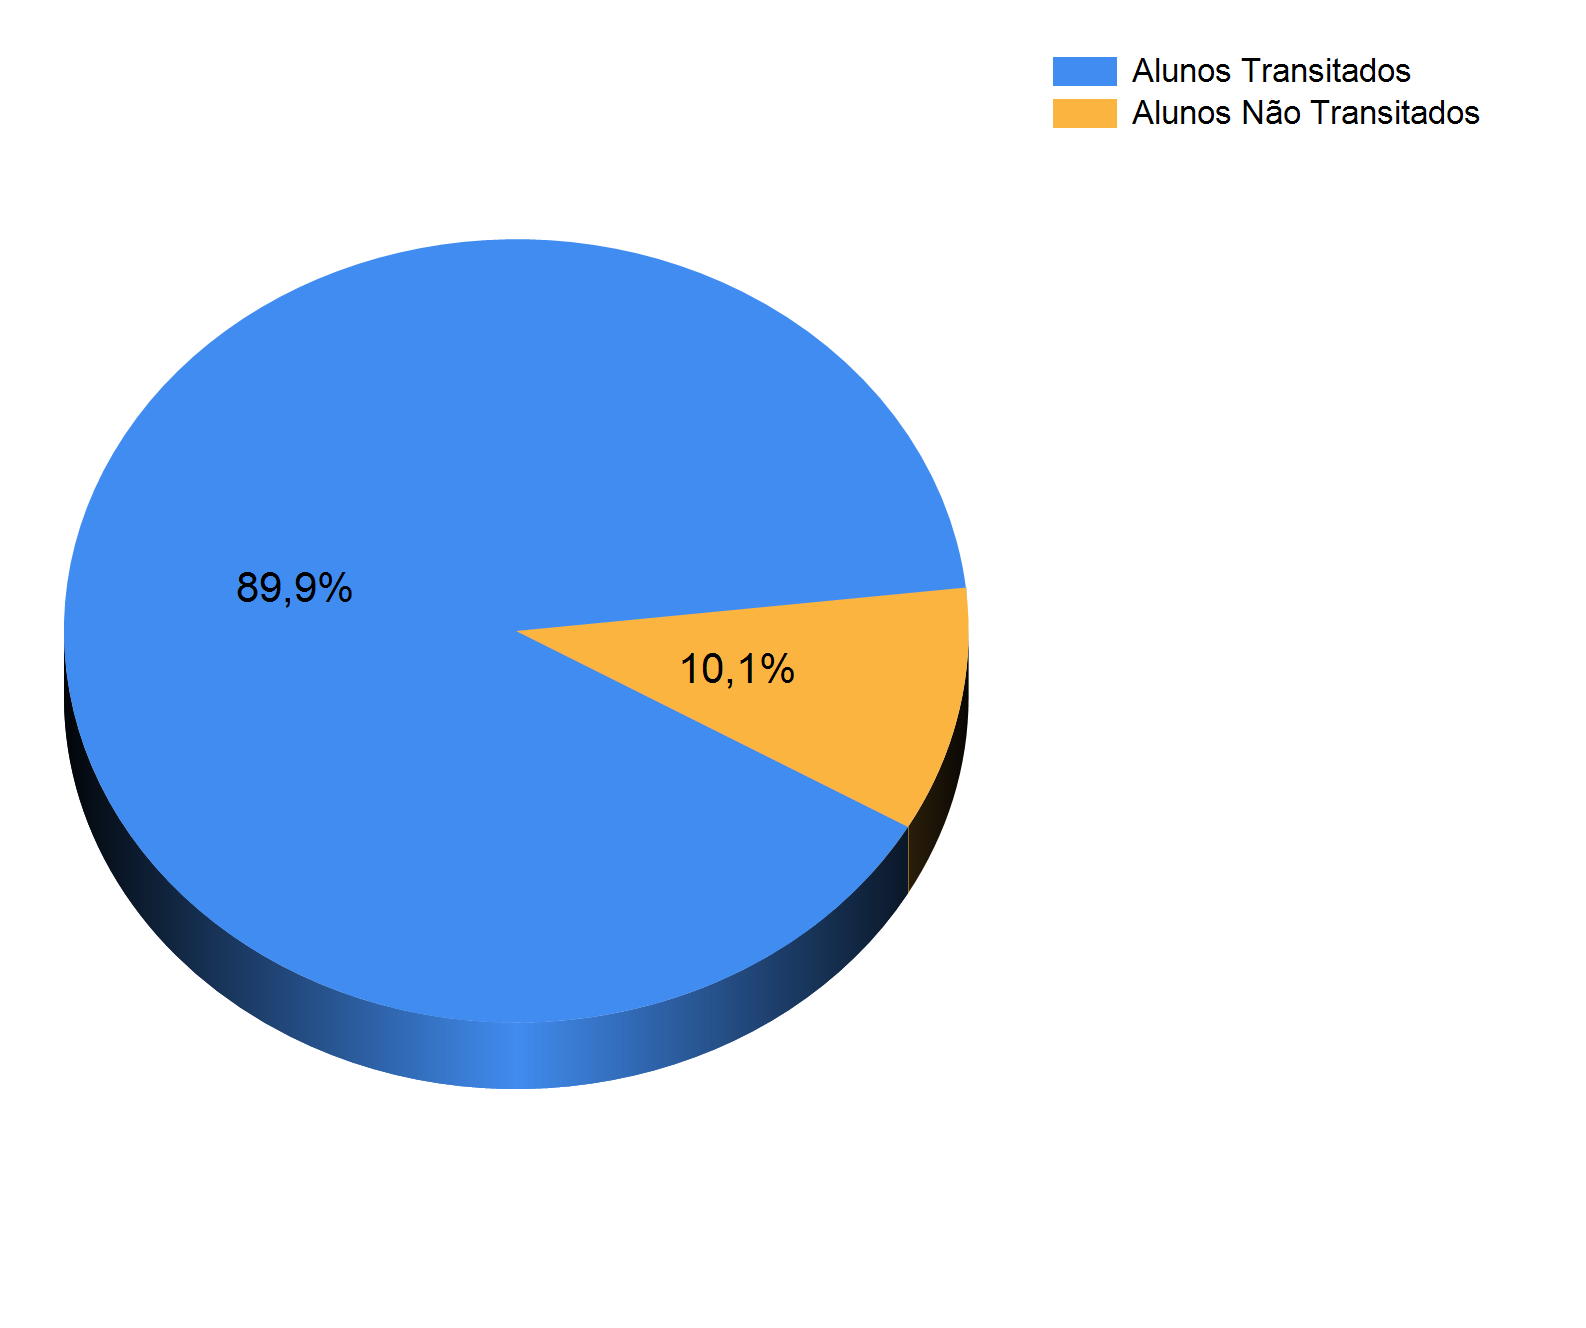 Alunos Transitados
Alunos Não Transitados
89,9%
10,1%